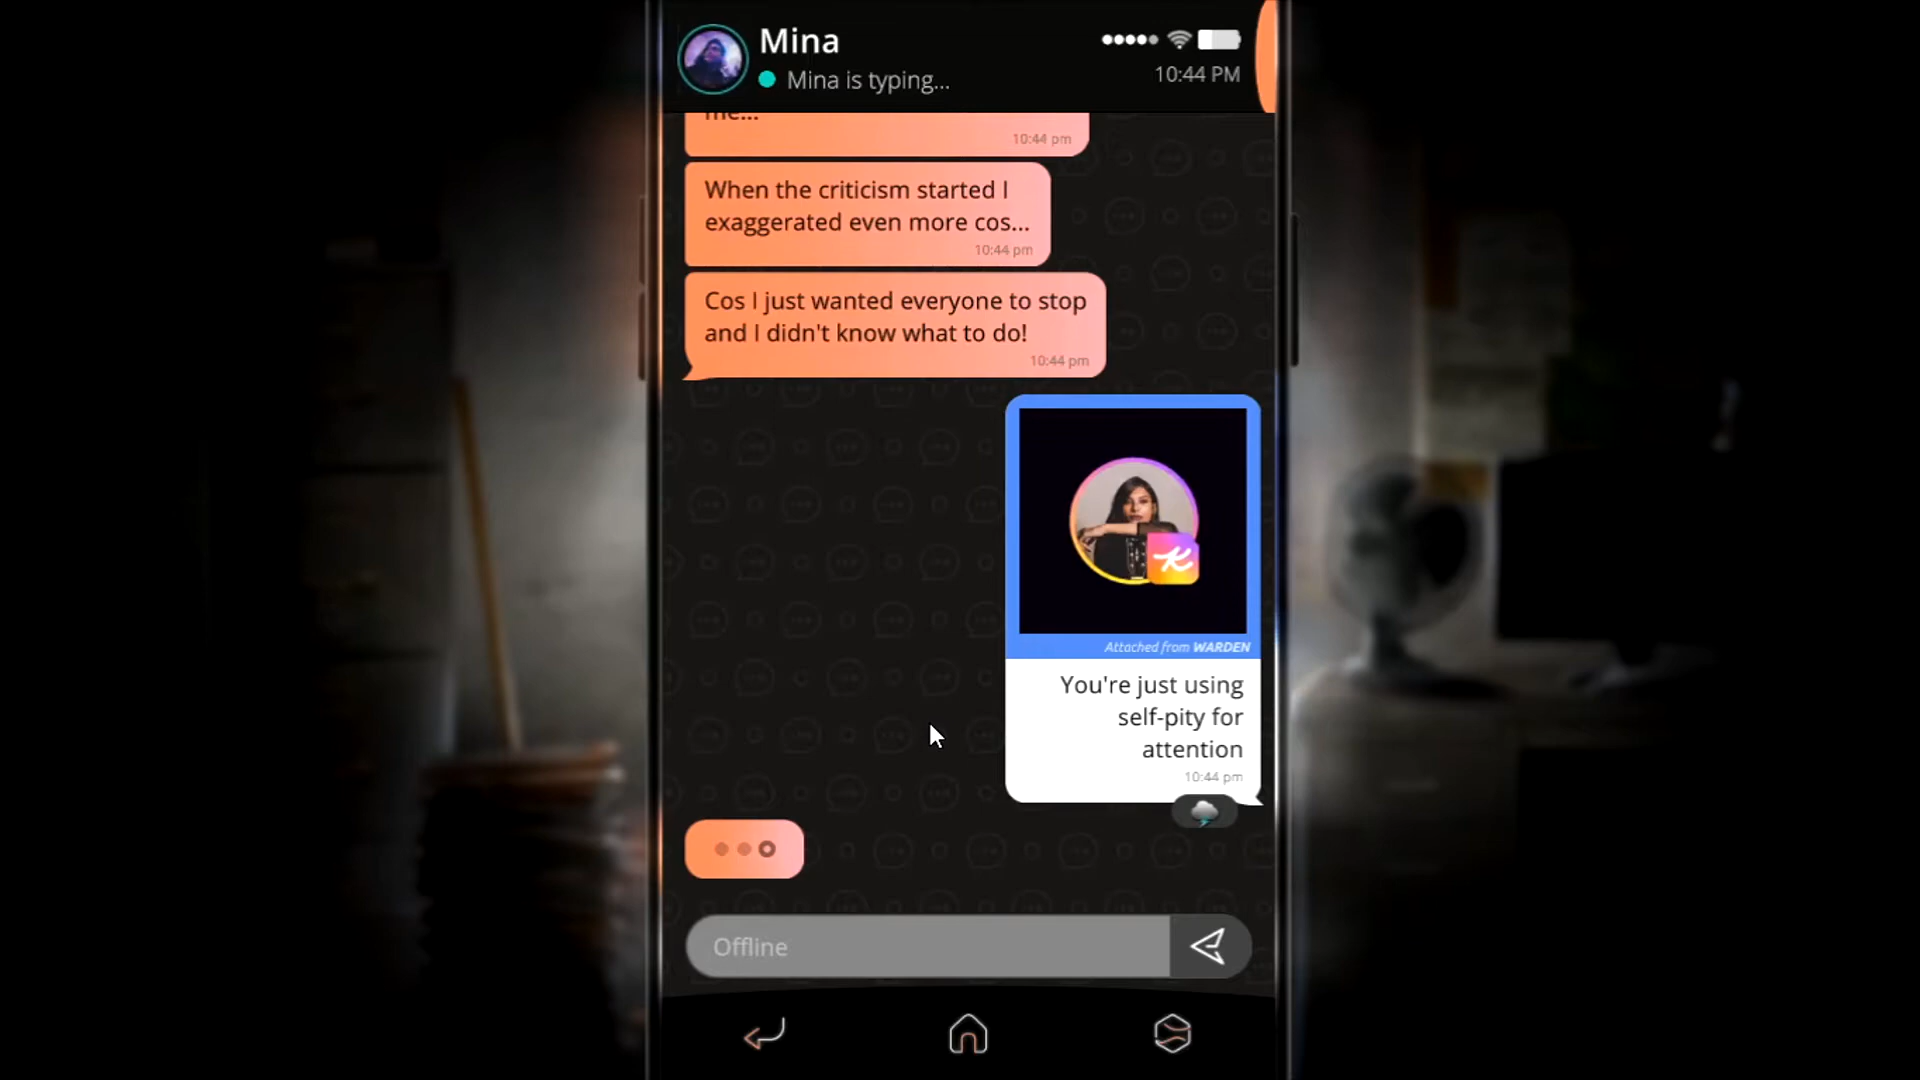 Mina
Mina is typing...
10:44 PM
me...
10:44 pm
When the criticism started I
exaggerated even more cos...
10:44 pm
Cos I just wanted everyone to stop
and I didn't know what to do!
10:44 pm
Attached from WARDEN
You're just using
self-pity for
attention
10:44 pm
Offline